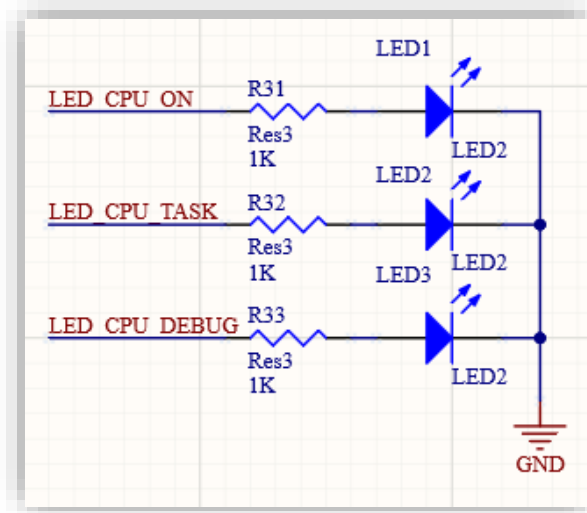 LED1
R31
LED_CPU_ON
Res3
1K
LED2
LED2
R32
LED_CPU_TASK
Res3
1K
LED2
LED3
R33
LED_CPU_DEBUG
Res3
1K
LED2
GND